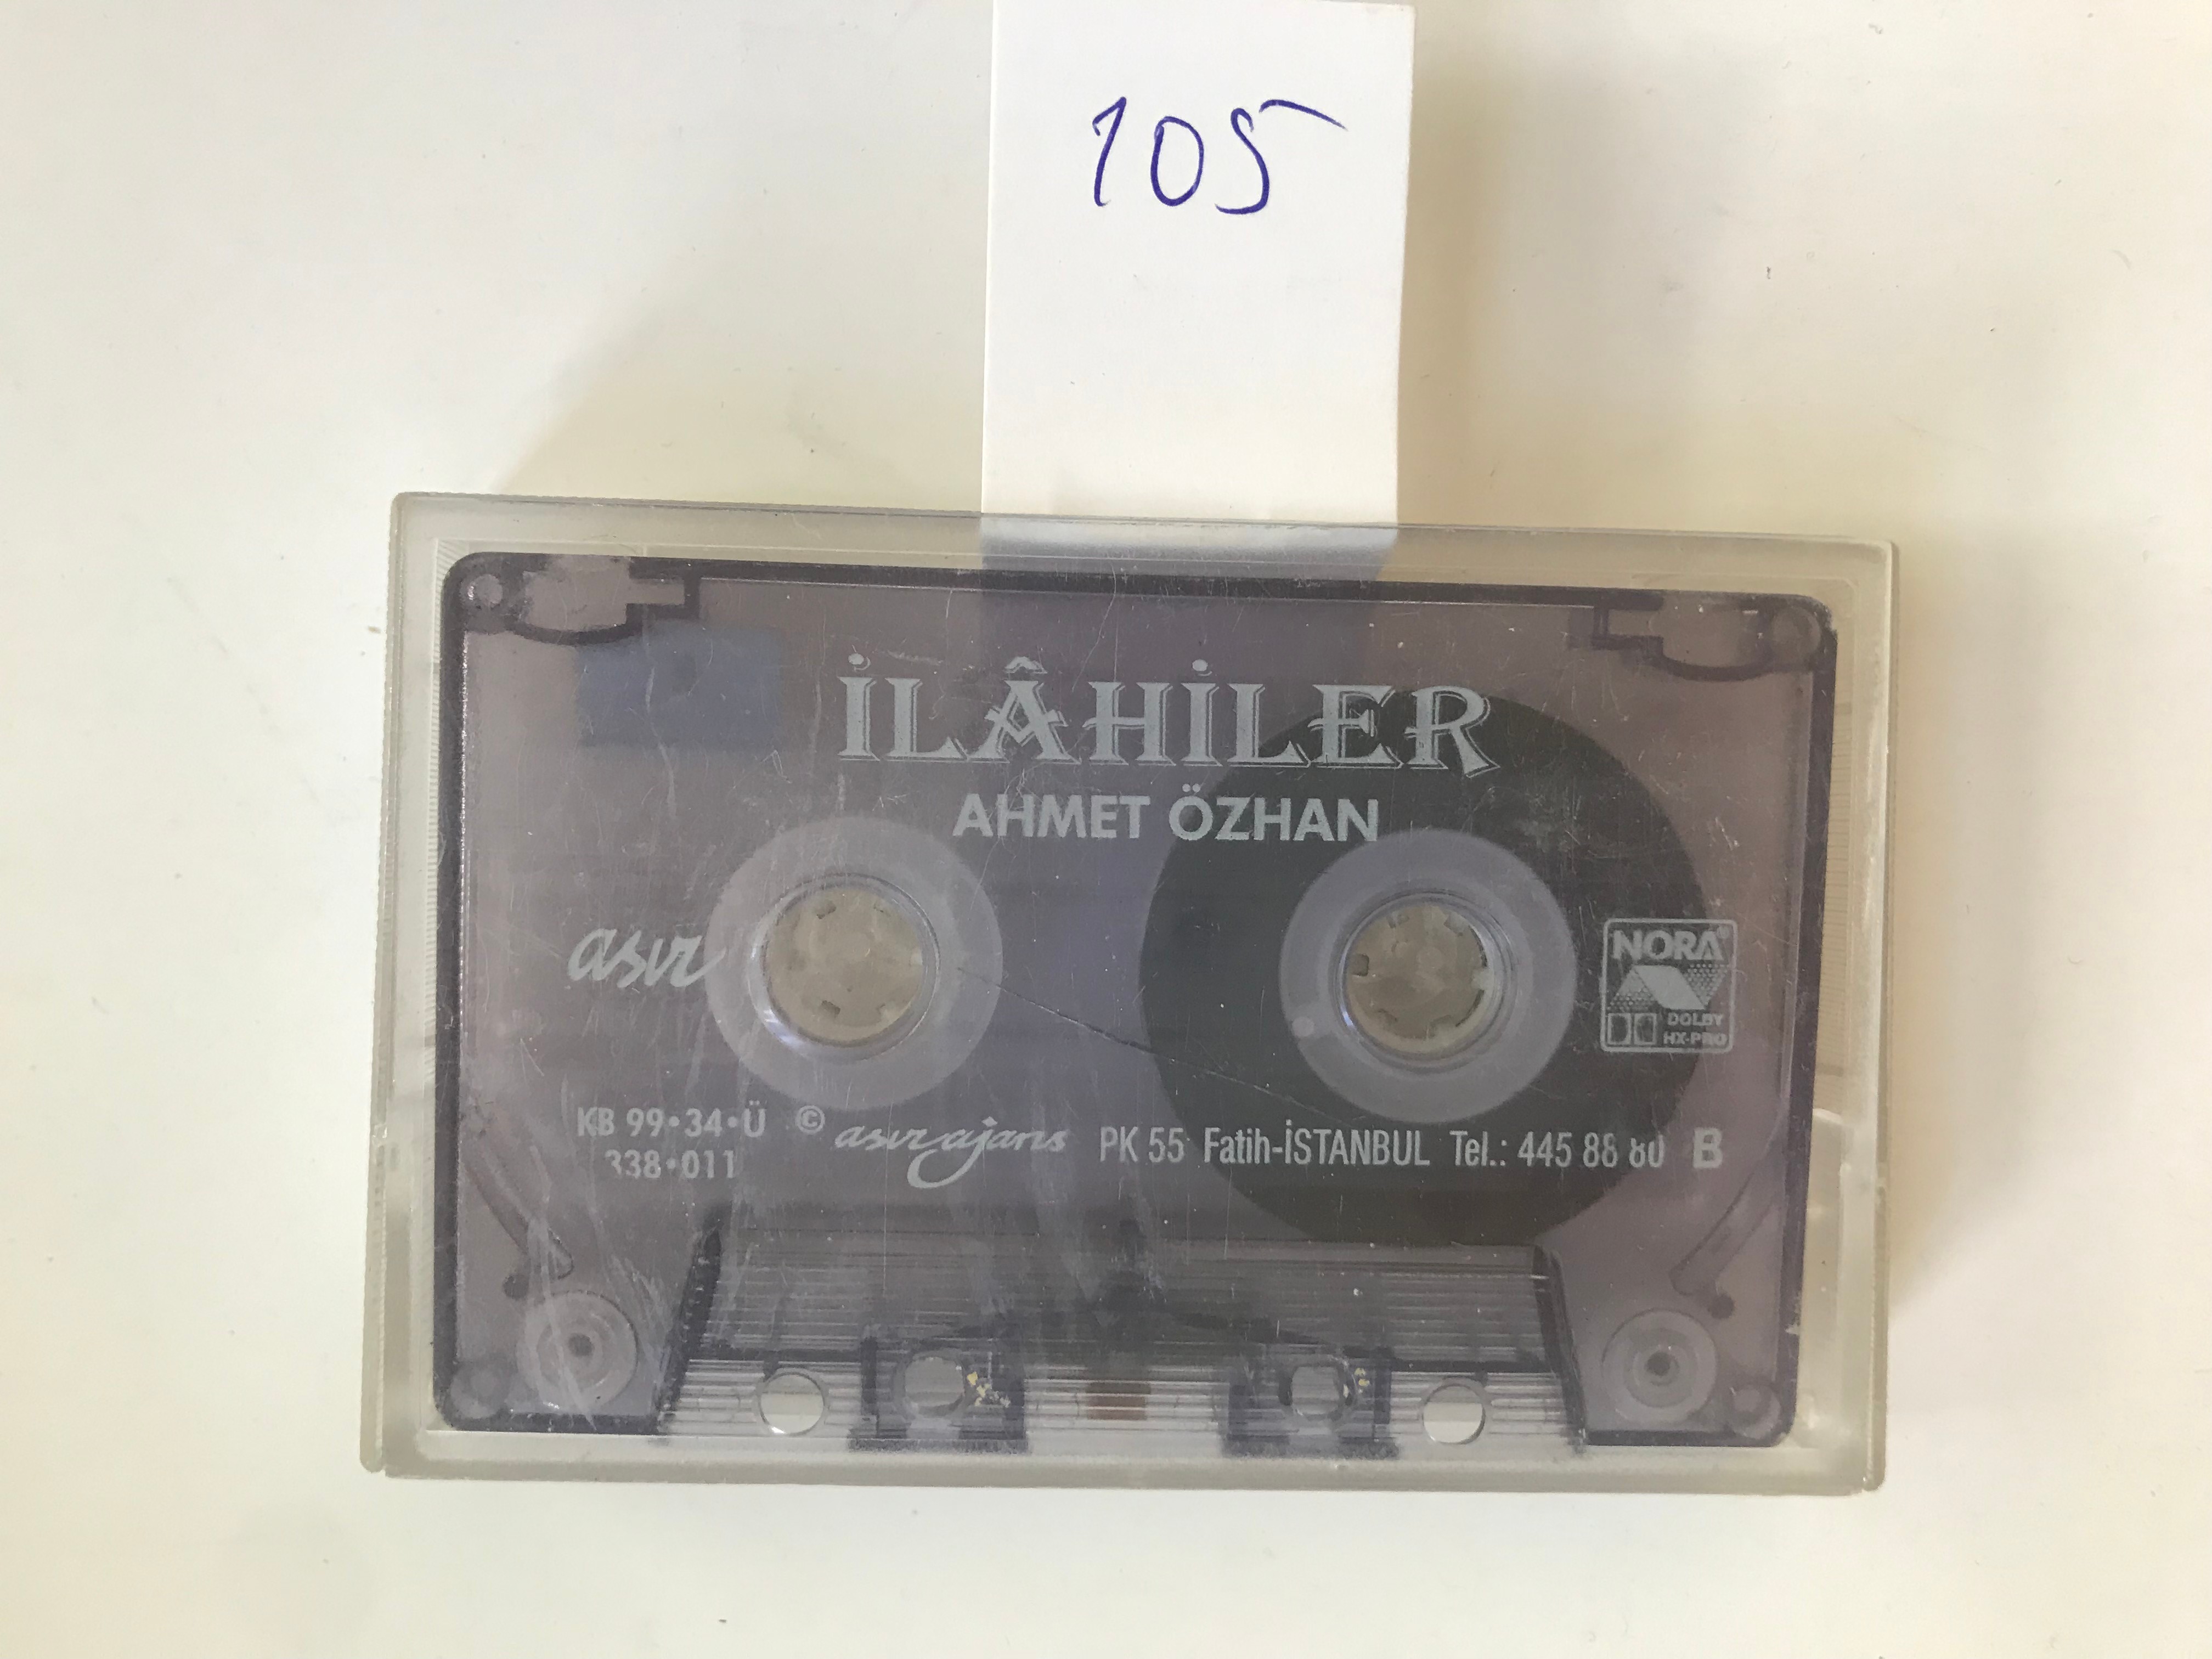 105
İLÂHİLER
AHMET ÖZHAN
asır
NORA
DOLBY
HX-PRO
KB 99•34•Ü © asır ajans PK 55 Fatih-İSTANBUL Tel.: 445 88 80 B
338•011